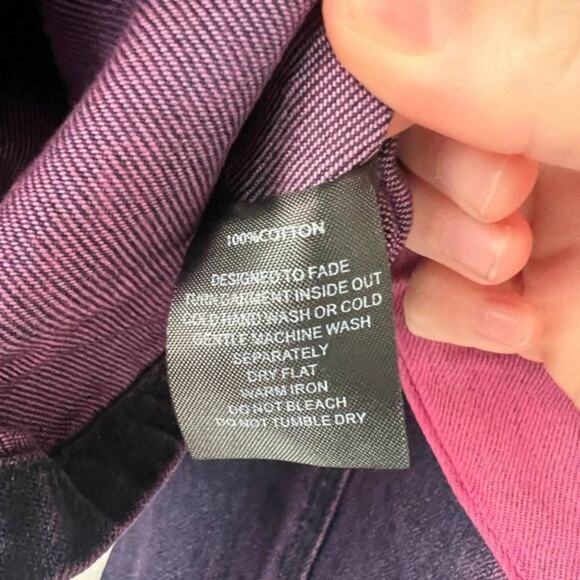 100%COTTON
DESIGNED TO FADE
TURN GARMENT INSIDE OUT
COLD HAND WASH OR COLD
GENTLE MACHINE WASH
SEPARATELY
DRY FLAT
WARM IRON
DO NOT BLEACH
DO NOT TUMBLE DRY